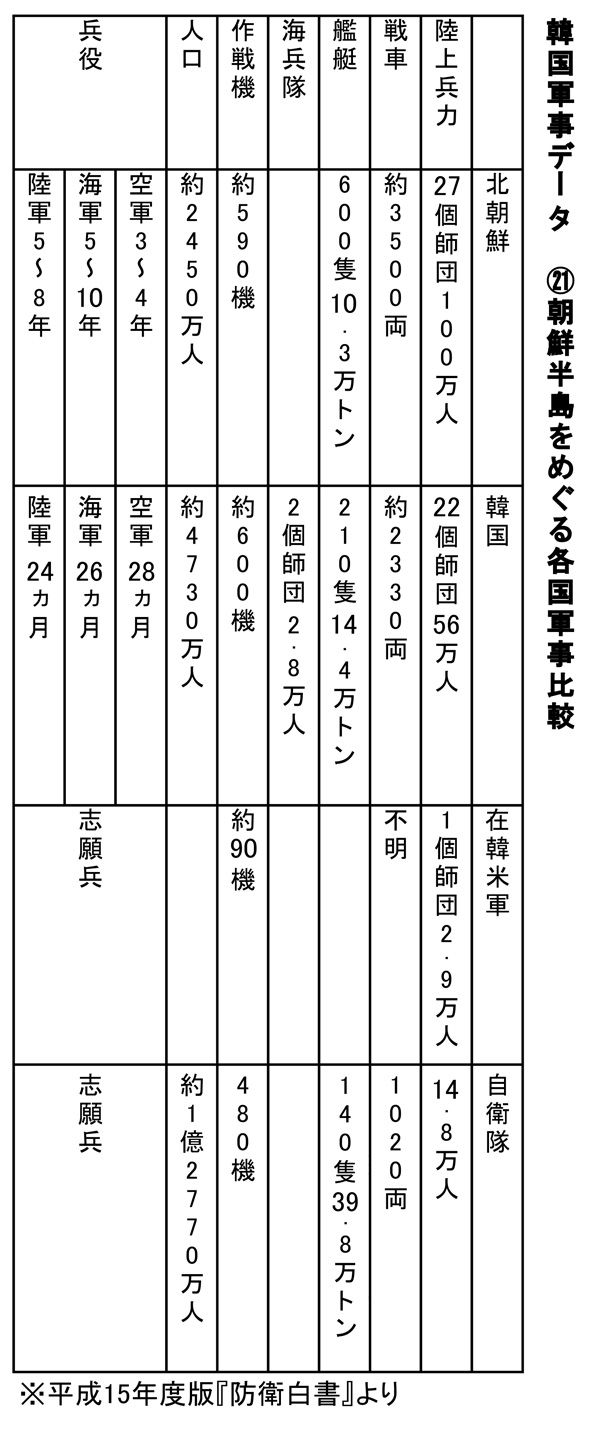 韓国軍事データ　㉑朝鮮半島をめぐる各国軍事比較
北朝鮮
韓国
在韓米軍
自衛隊
陸上兵力
27個師団100万人
22個師団56万人
1個師団2.9万人
14.8万人
戦車
約3500両
約2330両
不明
1020両
艦艇
600隻10.3万トン
210隻14.4万トン
140隻39.8万トン
海兵隊
2個師団2.8万人
作戦機
約590機
約600機
約90機
480機
人口
約2450万人
約4730万人
約1億2770万人
兵役
空軍3〜4年
海軍5〜10年
陸軍5〜8年
空軍28カ月
海軍26カ月
陸軍24カ月
志願兵
志願兵
※平成15年度版『防衛白書』より